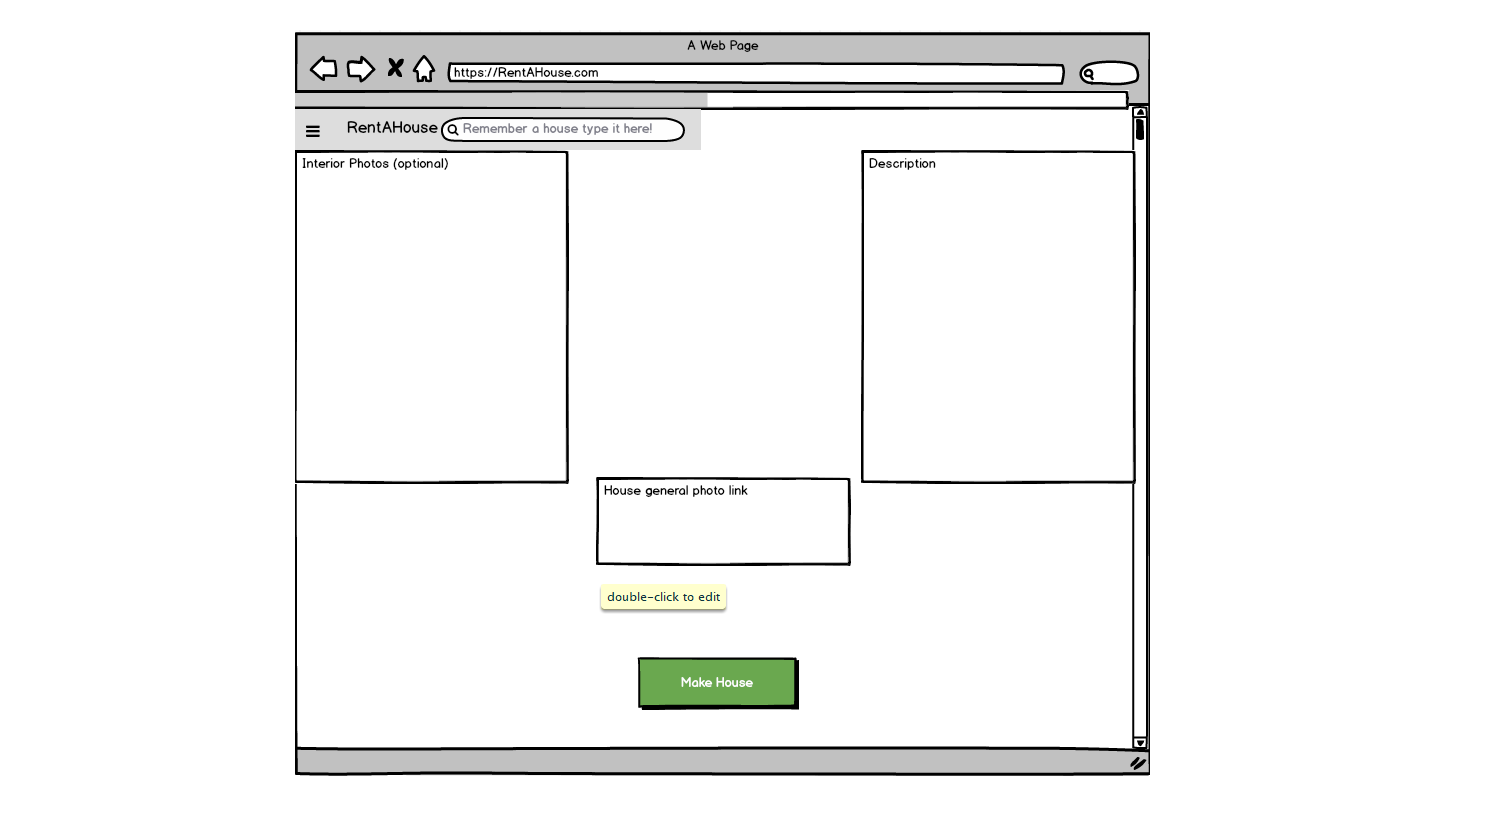 A Web Page
https://RentAHouse.com
RentAHouse
Remember a house type it here!
Interior Photos (optional)
Description
House general photo link
double-click to edit
Make House